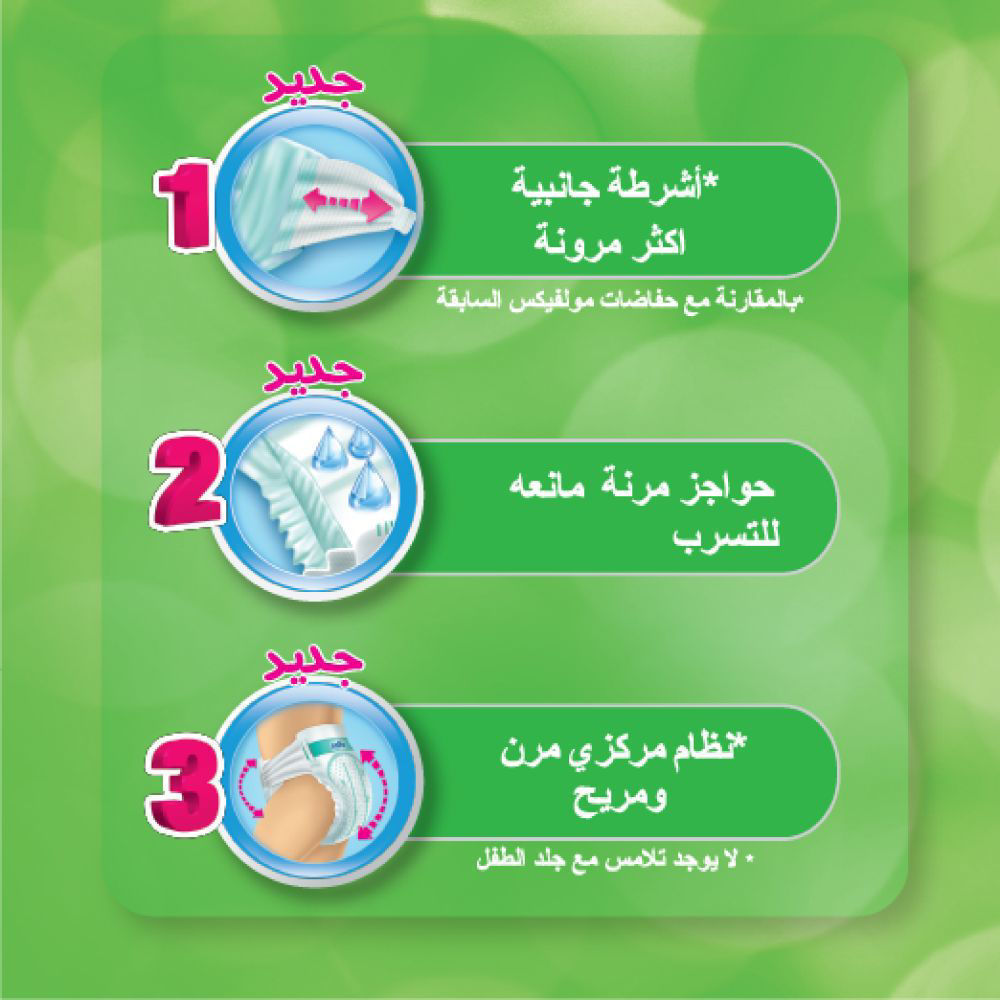 جديد
1
*أشرطة جانبية
اكثر مرونة
*بالمقارنة مع حفاضات مولفيكس السابقة
جديد
2
حواجز مرنة مانعه
للتسرب
جديد
3
*نظام مركزي مرن
ومريح
* لا يوجد تلامس مع جلد الطفل